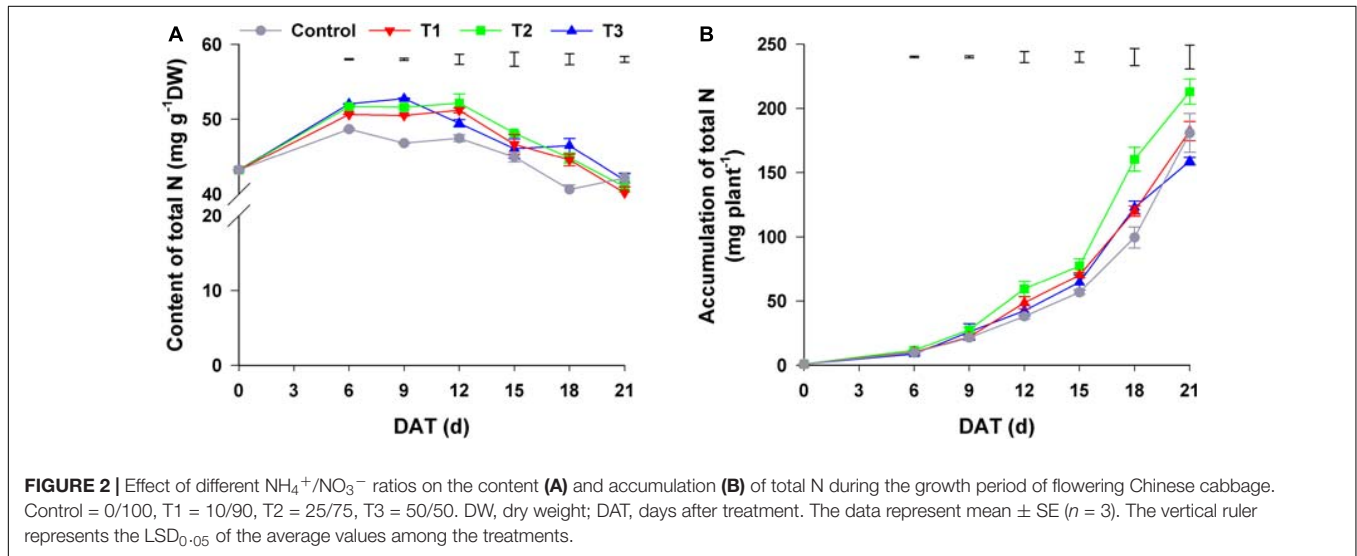 A
Control T1 T2 T3
60
50
40
20
10
0
Content of total N (mg g⁻¹DW)
0 3 6 9 12 15 18 21
DAT (d)
B
250
200
150
100
50
0
Accumulation of total N
(mg plant⁻¹)
0 3 6 9 12 15 18 21
DAT (d)
FIGURE 2 | Effect of different NH₄⁺/NO₃⁻ ratios on the content (A) and accumulation (B) of total N during the growth period of flowering Chinese cabbage.
Control = 0/100, T1 = 10/90, T2 = 25/75, T3 = 50/50. DW, dry weight; DAT, days after treatment. The data represent mean ± SE (n = 3). The vertical ruler
represents the LSD₀.₀₅ of the average values among the treatments.